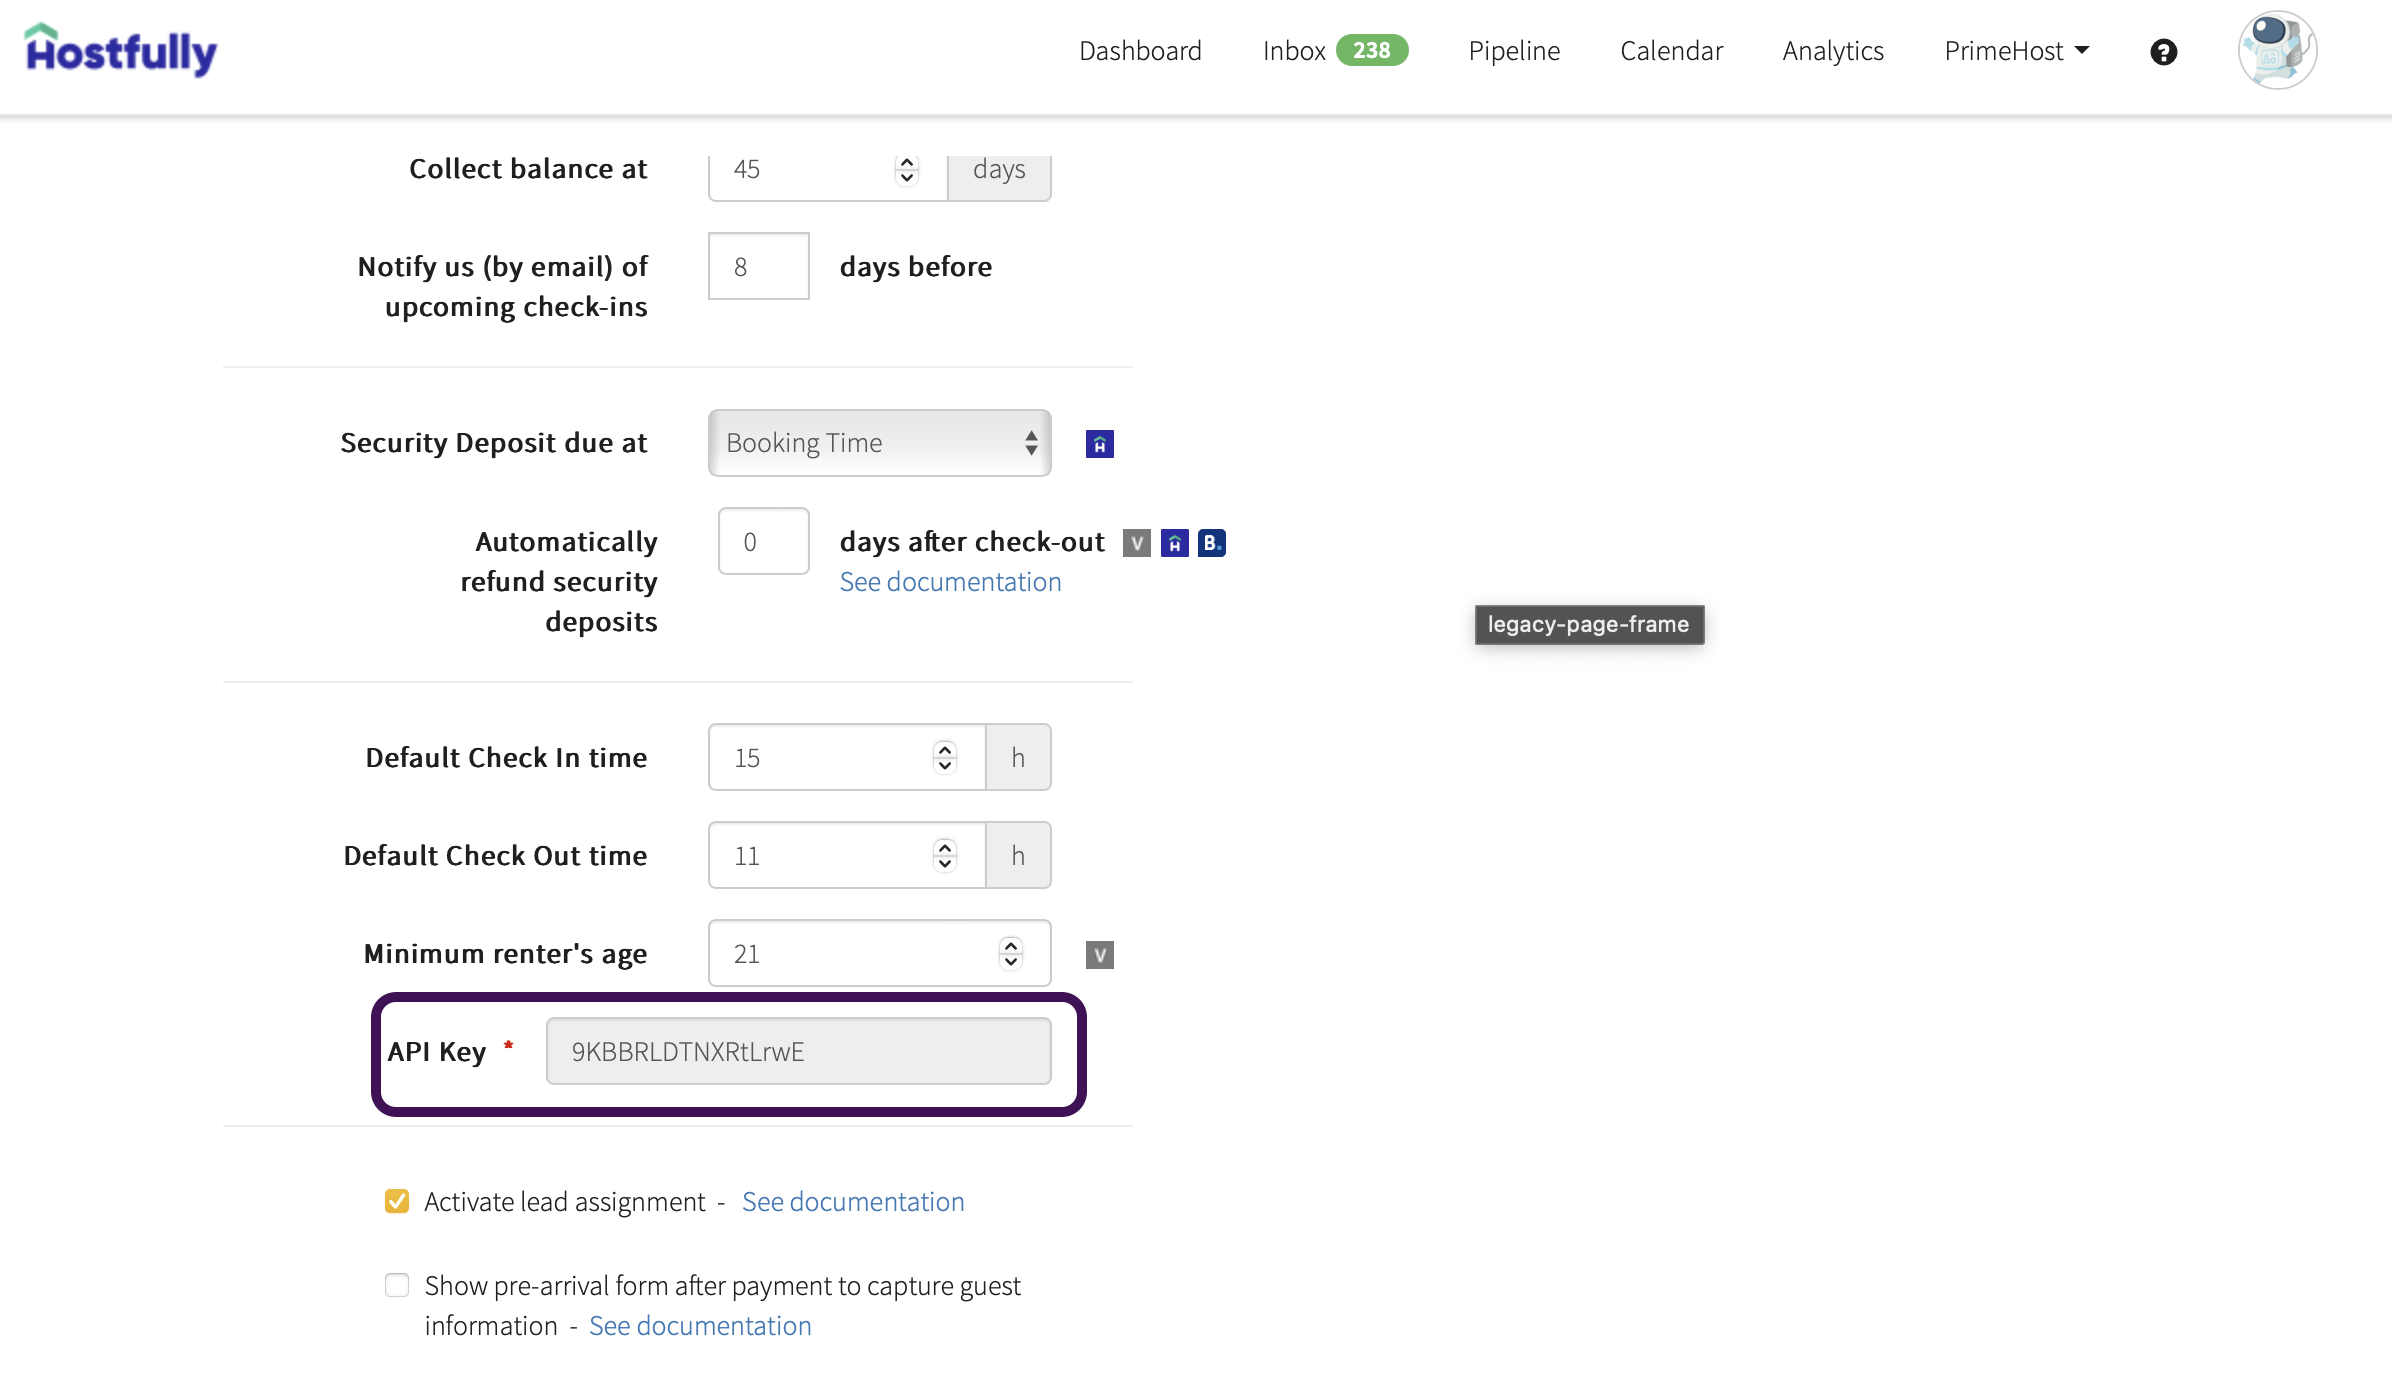 Hostfully
Dashboard Inbox 238 Pipeline Calendar Analytics PrimeHost
Collect balance at 45 days
Notify us (by email) of 8 days before
upcoming check-ins
Security Deposit due at Booking Time
Automatically 0 days after check-out V H B.
refund security See documentation
deposits
legacy-page-frame
Default Check In time 15 h
Default Check Out time 11 h
Minimum renter's age 21 V
API Key * 9KBBRLDTNXRtLrwE
Activate lead assignment - See documentation
Show pre-arrival form after payment to capture guest
information - See documentation